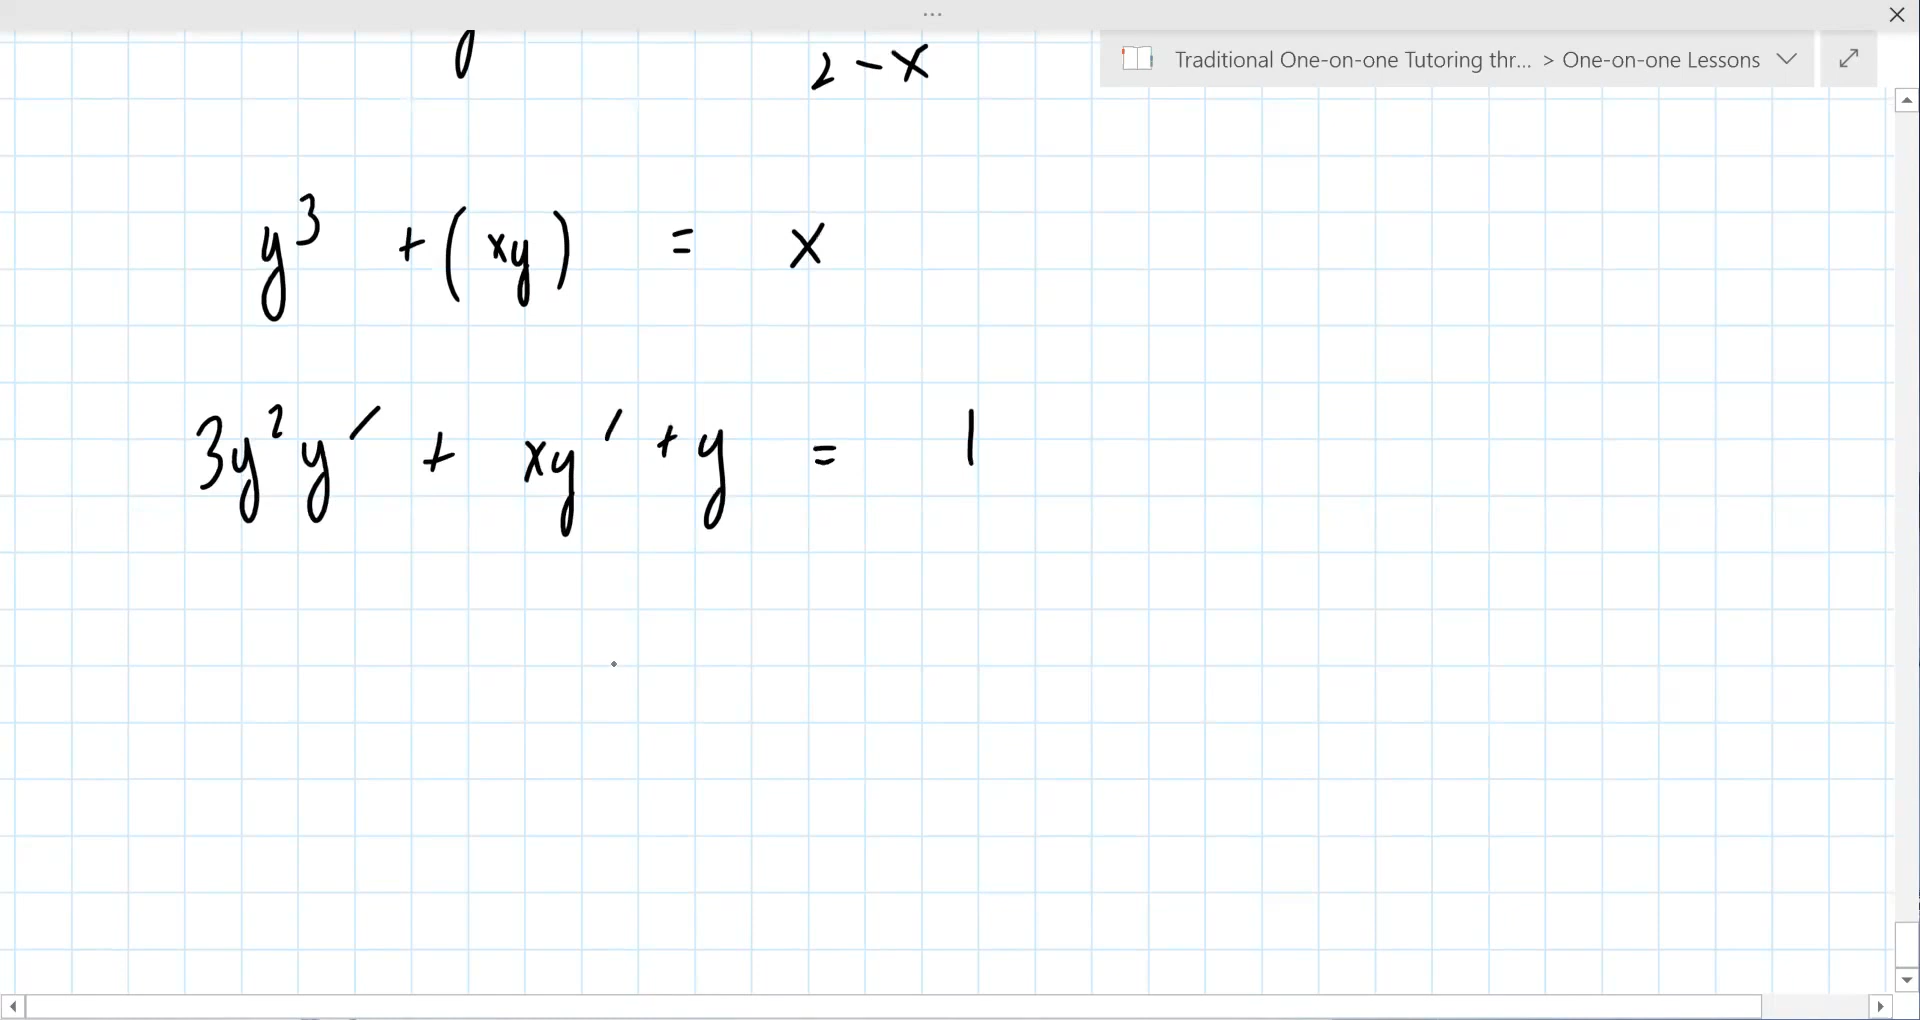 ...
Traditional One-on-one Tutoring thr... > One-on-one Lessons
2 - x
y³ + (xy) = x
3y²y′ + xy′ + y = 1